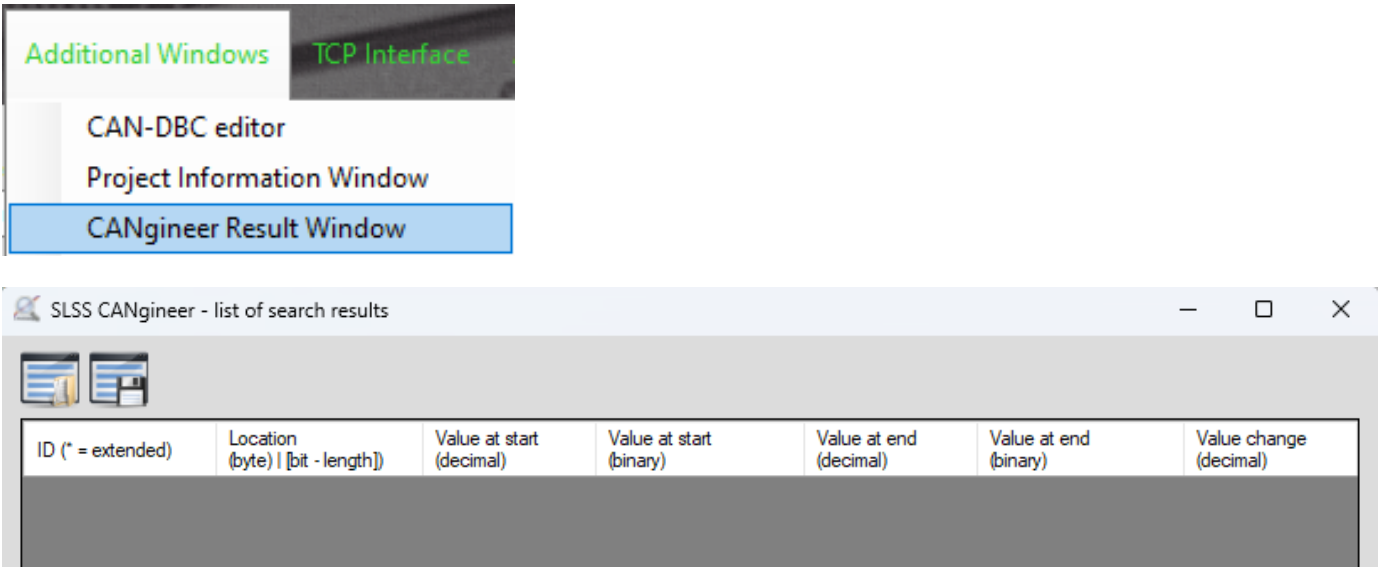 Additional Windows TCP Interface
CAN-DBC editor
Project Information Window
CANgineer Result Window
SLSS CANgineer - list of search results
ID (* = extended)
Location
(byte) | [bit - length])
Value at start
(decimal)
Value at start
(binary)
Value at end
(decimal)
Value at end
(binary)
Value change
(decimal)